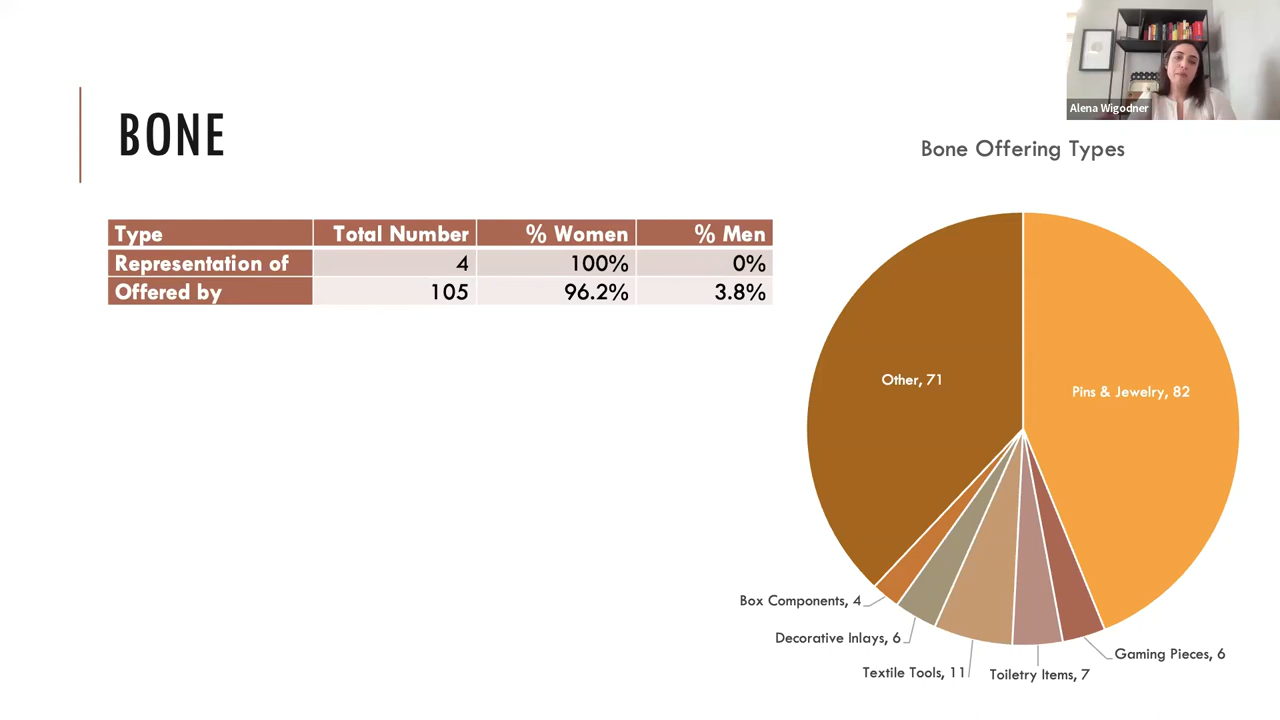 Alena Wigodner
BONE
Type Total Number % Women % Men
Representation of 4 100% 0%
Offered by 105 96.2% 3.8%
Bone Offering Types
Other, 71
Pins & Jewelry, 82
Box Components, 4
Decorative Inlays, 6
Textile Tools, 11
Toiletry Items, 7
Gaming Pieces, 6